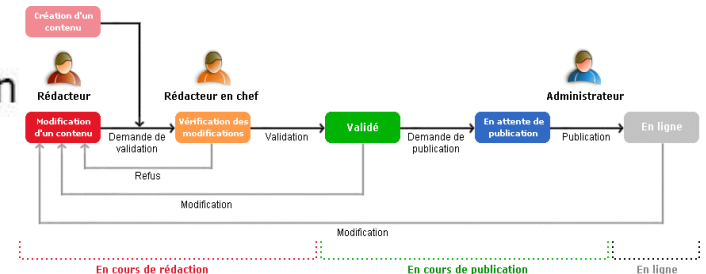 Création d'un
contenu
n
Rédacteur
Rédacteur en chef
Administrateur
Modification
d'un contenu
Demande de
validation
Vérification des
modifications
Validation
Validé
Demande de
publication
En attente de
publication
Publication
En ligne
Refus
Modification
Modification
En cours de rédaction
En cours de publication
En ligne